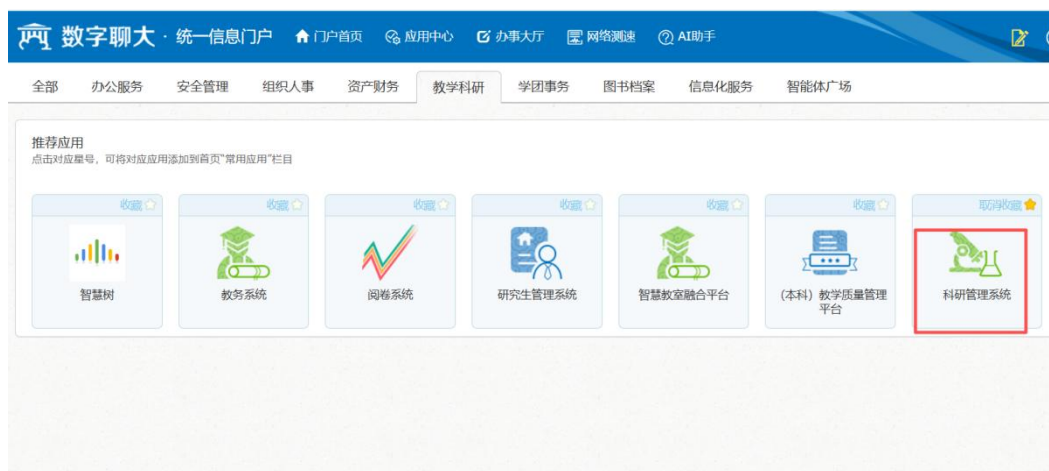 数字聊大 · 统一信息门户 门户首页 应用中心 办事大厅 网络测速 AI助手
全部 办公服务 安全管理 组织人事 资产财务 教学科研 学团事务 图书档案 信息化服务 智能体广场
推荐应用
点击对应星号，可将对应应用添加到首页"常用应用"栏目
收藏 收藏 收藏 收藏 收藏 收藏 取消收藏
智慧树 教务系统 阅卷系统 研究生管理系统 智慧教室融合平台 (本科) 教学质量管理 科研管理系统
平台